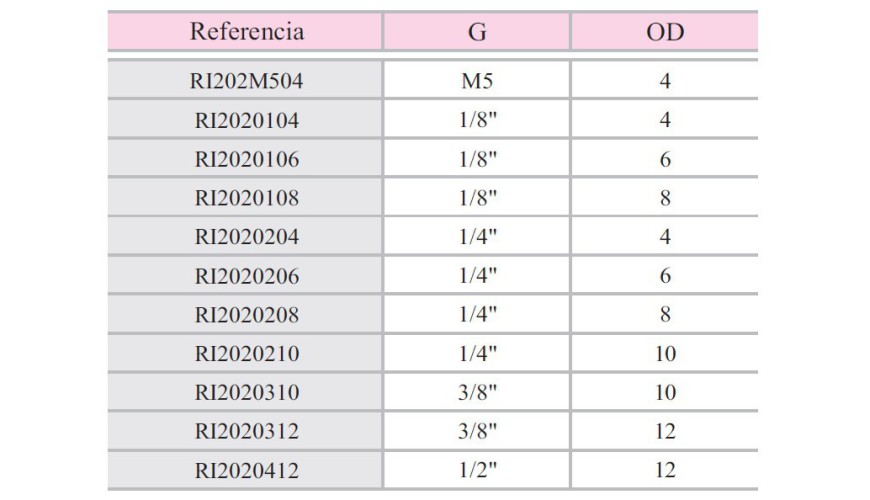 Referencia G OD
RI202M504 M5 4
RI2020104 1/8" 4
RI2020106 1/8" 6
RI2020108 1/8" 8
RI2020204 1/4" 4
RI2020206 1/4" 6
RI2020208 1/4" 8
RI2020210 1/4" 10
RI2020310 3/8" 10
RI2020312 3/8" 12
RI2020412 1/2" 12